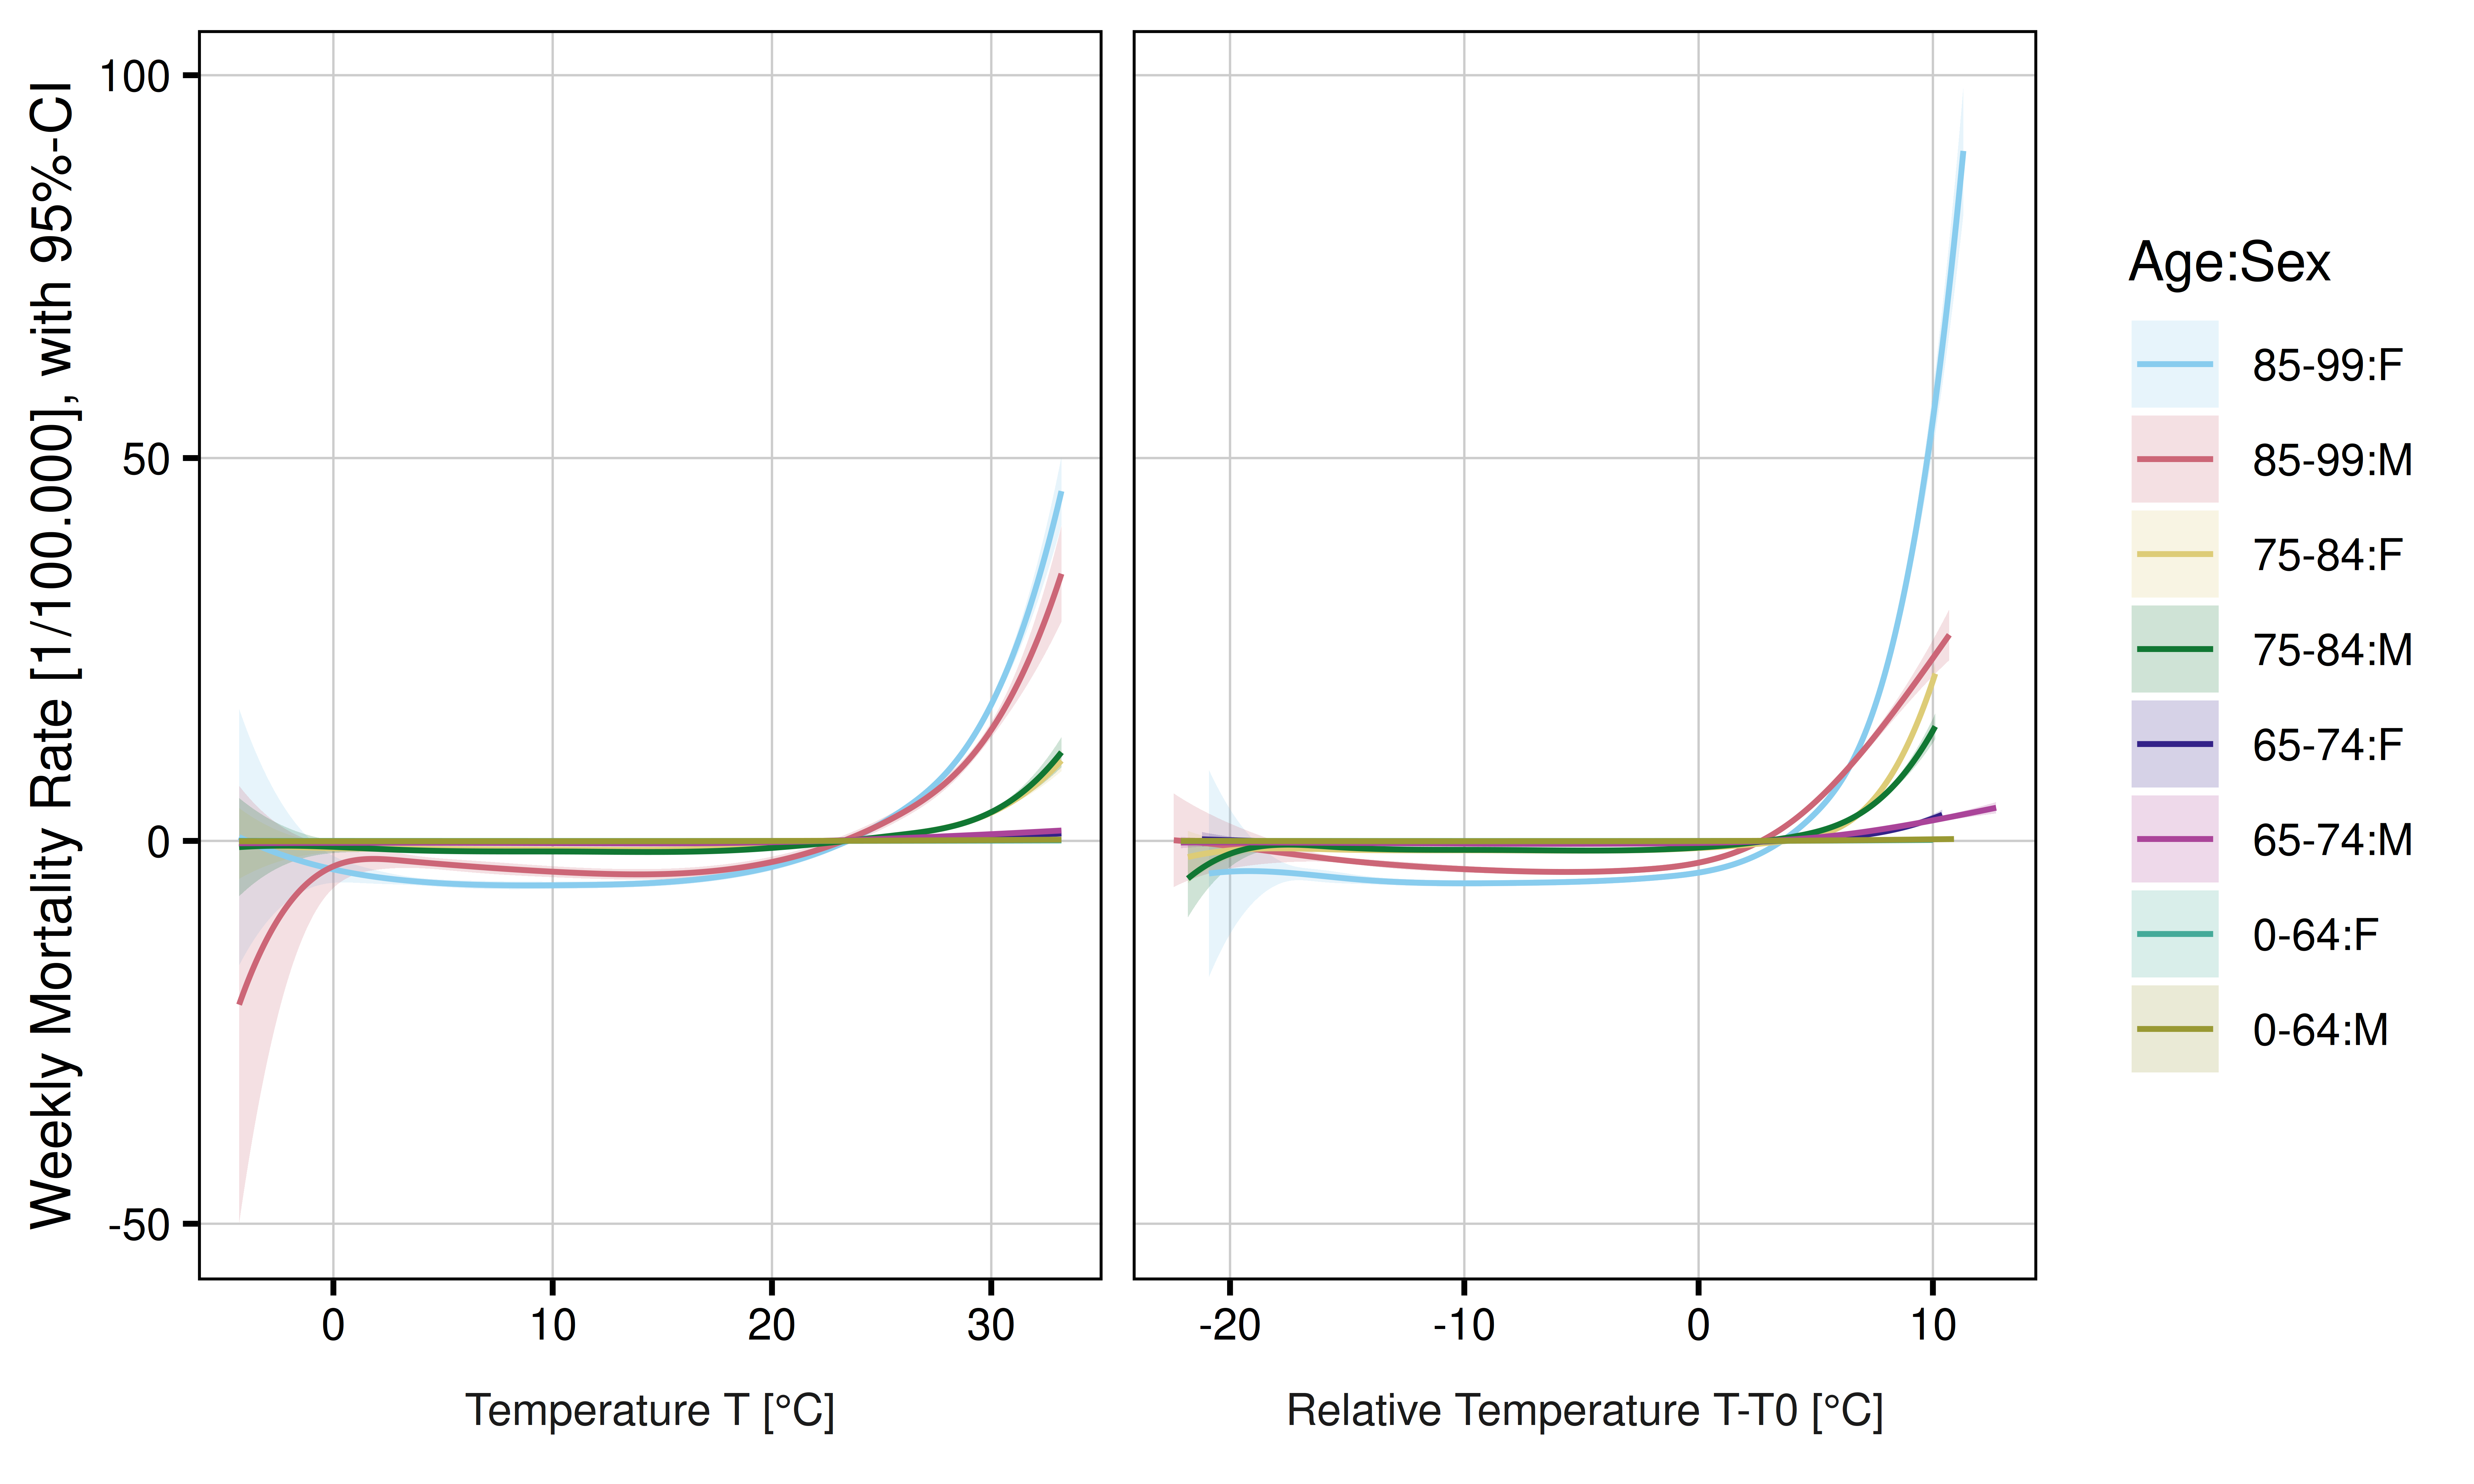 Weekly Mortality Rate [1/100.000], with 95%-CI
100
50
0
-50
0 10 20 30
-20 -10 0 10
Temperature T [°C]
Relative Temperature T-T0 [°C]
Age:Sex
85-99:F
85-99:M
75-84:F
75-84:M
65-74:F
65-74:M
0-64:F
0-64:M